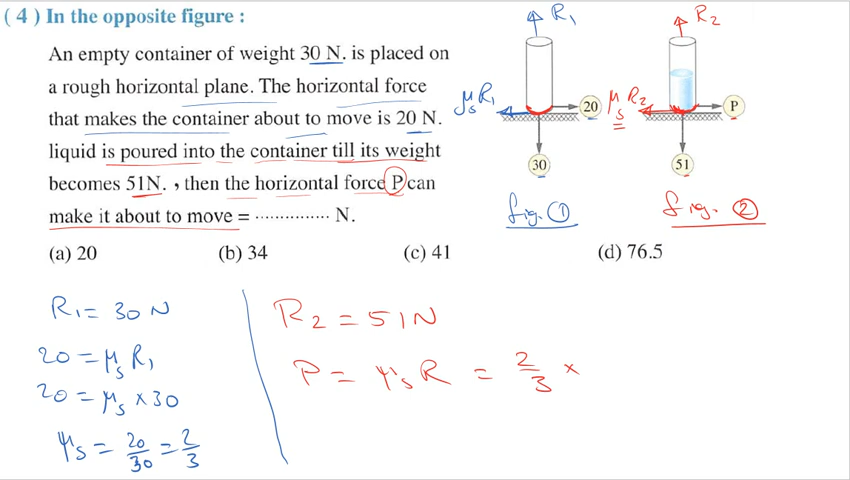 ( 4 ) In the opposite figure :
An empty container of weight 30 N. is placed on
a rough horizontal plane. The horizontal force
that makes the container about to move is 20 N.
liquid is poured into the container till its weight
becomes 51N. , then the horizontal force P can
make it about to move = ............... N.
R₁
μₛ R₁
20
30
fig. ①
R₂
μₛ R₂
P
51
fig. ②
(a) 20 (b) 34 (c) 41 (d) 76.5
R₁ = 30 N
20 = μₛ R₁
20 = μₛ × 30
μₛ = 20/30 = 2/3
R₂ = 51N
P = μₛ R = 2/3 ×